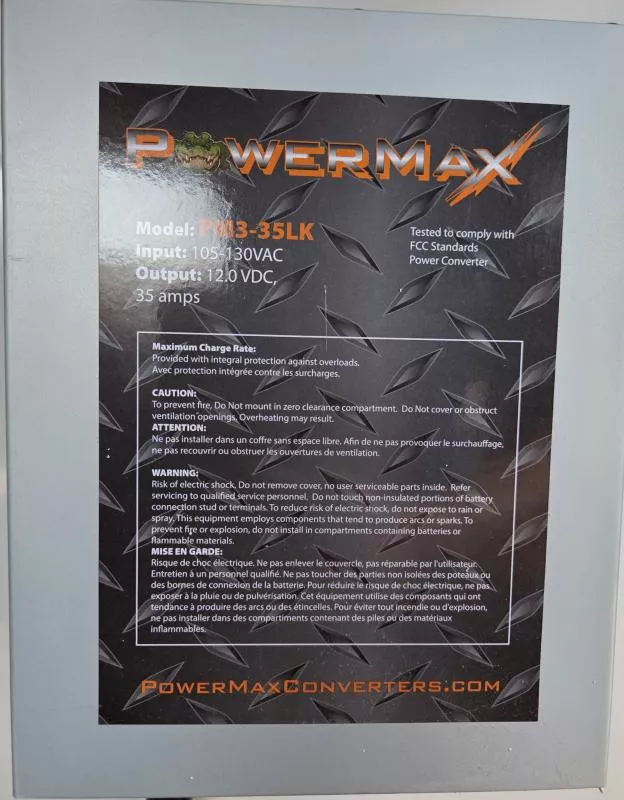 POWERMAX
Model: PM3-35LK
Input: 105-130VAC
Output: 12.0 VDC,
35 amps
Tested to comply with
FCC Standards
Power Converter
Maximum Charge Rate:
Provided with integral protection against overloads.
Avec protection intégrée contre les surcharges.
CAUTION:
To prevent fire, Do Not mount in zero clearance compartment. Do Not cover or obstruct
ventilation openings. Overheating may result.
ATTENTION:
Ne pas installer dans un coffre sans espace libre. Afin de ne pas provoquer le surchauffage,
ne pas recouvrir ou obstruer les ouvertures de ventilation.
WARNING:
Risk of electric shock, Do not remove cover, no user serviceable parts inside. Refer
servicing to qualified service personnel. Do not touch non-insulated portions of battery
connection stud or terminals. To reduce risk of electric shock, do not expose to rain or
spray. This equipment employs components that tend to produce arcs or sparks. To
prevent fire or explosion, do not install in compartments containing batteries or
flammable materials.
MISE EN GARDE:
Risque de choc électrique. Ne pas enlever le couvercle, pas réparable par l'utilisateur.
Entretien à un personnel qualifié. Ne pas toucher des parties non isolées des poteaux ou
des bornes de connexion de la batterie. Pour réduire le risque de choc électrique, ne pas
exposer à la pluie ou de pulvérisation. Cet équipement utilise des composants qui ont
tendance à produire des arcs ou des étincelles. Pour éviter tout incendie ou d'explosion,
ne pas installer dans des compartiments contenant des piles ou des matériaux
inflammables.
POWERMAXCONVERTERS.COM